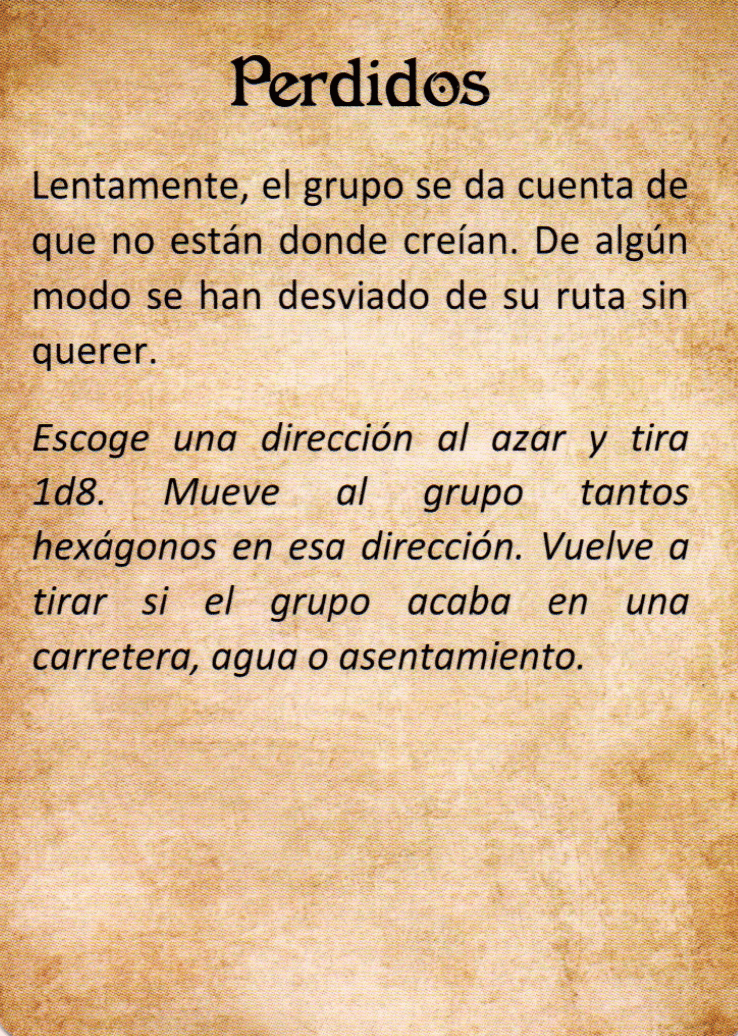 Perdidos
Lentamente, el grupo se da cuenta de
que no están donde creían. De algún
modo se han desviado de su ruta sin
querer.
Escoge una dirección al azar y tira
1d8. Mueve al grupo tantos
hexágonos en esa dirección. Vuelve a
tirar si el grupo acaba en una
carretera, agua o asentamiento.